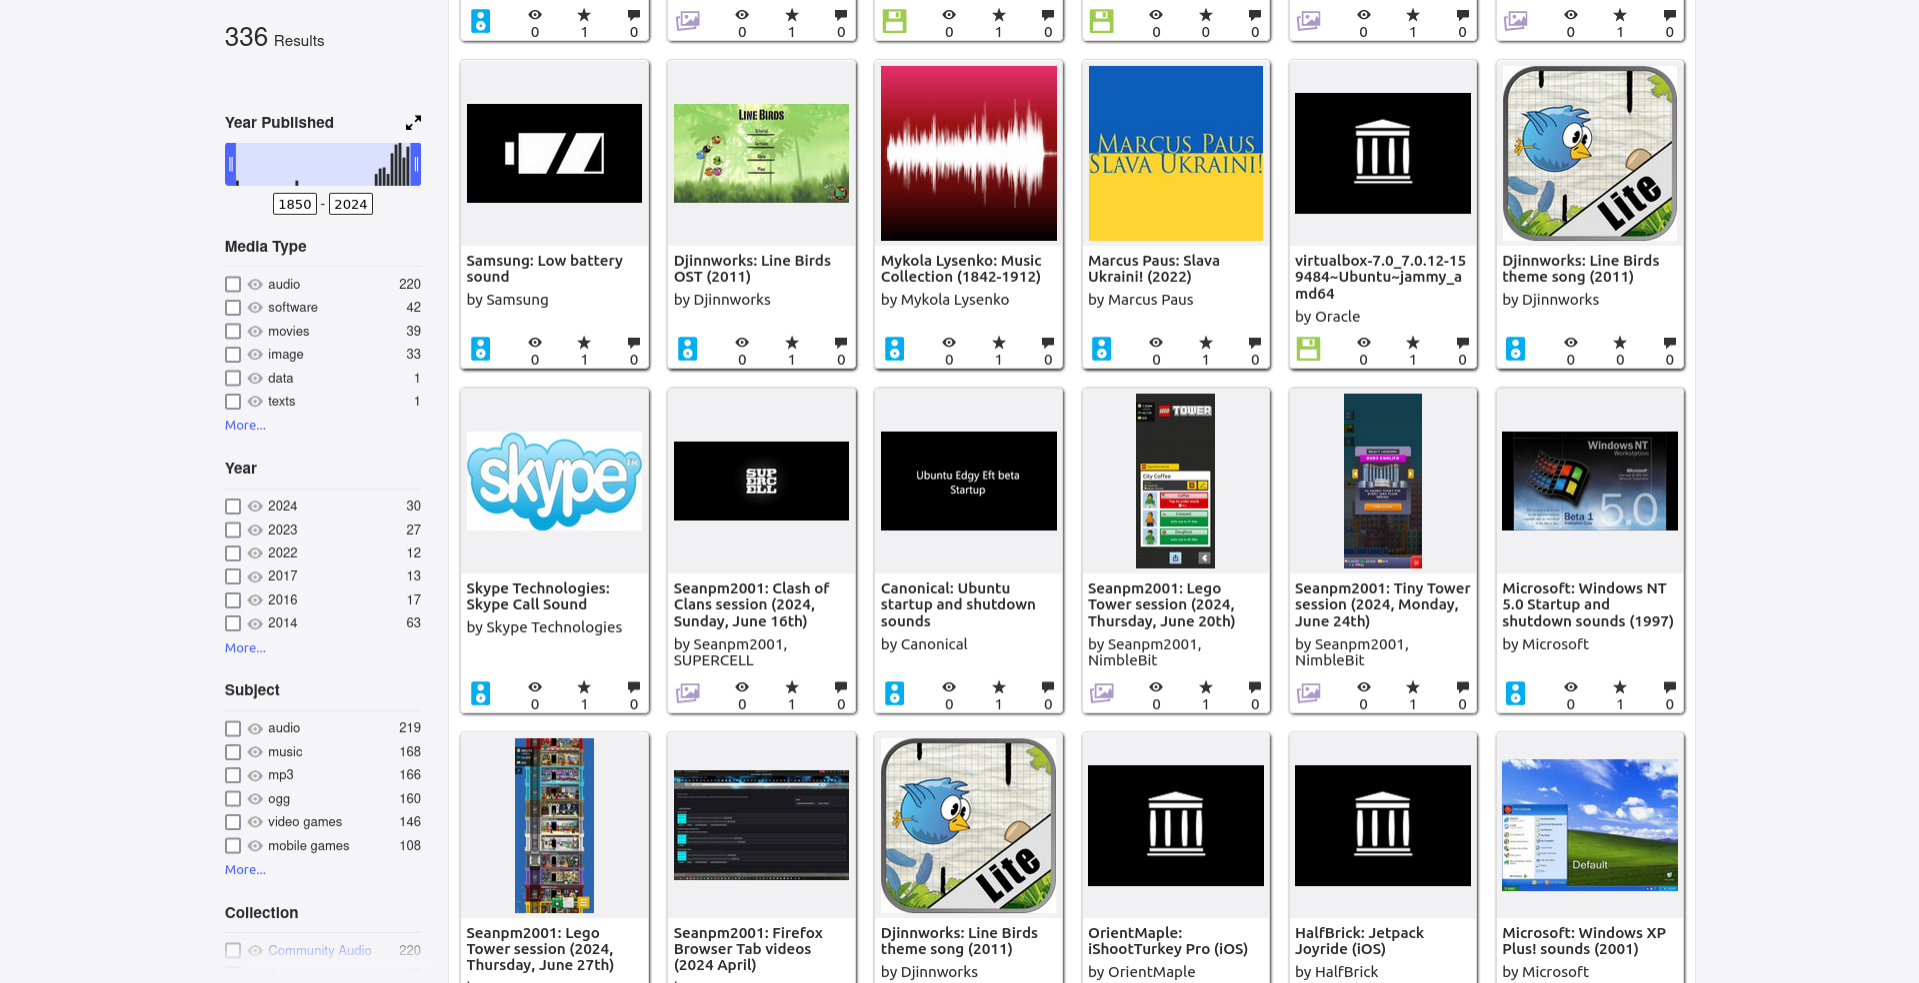 336 Results
Year Published
1850 - 2024
Media Type
audio 220
software 42
movies 39
image 33
data 1
texts 1
More...
Year
2024 30
2023 27
2022 12
2017 13
2016 17
2014 63
More...
Subject
audio 219
music 168
mp3 166
ogg 160
video games 146
mobile games 108
More...
Collection
Community Audio 220
0 1 0
0 1 0
0 1 0
0 0 0
0 1 0
0 1 0
Samsung: Low battery
sound
by Samsung
0 1 0
LINE BIRDS
Djinnworks: Line Birds
OST (2011)
by Djinnworks
0 1 0
Mykola Lysenko: Music
Collection (1842-1912)
by Mykola Lysenko
0 1 0
MARCUS PAUS
SLAVA UKRAINI!
Marcus Paus: Slava
Ukraini! (2022)
by Marcus Paus
0 1 0
virtualbox-7.0_7.0.12-15
9484~Ubuntu~jammy_a
md64
by Oracle
0 1 0
Lite
Djinnworks: Line Birds
theme song (2011)
by Djinnworks
0 0 0
skype™
Skype Technologies:
Skype Call Sound
by Skype Technologies
0 1 0
SUP
ERC
ELL
Seanpm2001: Clash of
Clans session (2024,
Sunday, June 16th)
by Seanpm2001,
SUPERCELL
0 1 0
Ubuntu Edgy Eft beta
Startup
Canonical: Ubuntu
startup and shutdown
sounds
by Canonical
0 1 0
LEGO TOWER
City Coffee
Seanpm2001: Lego
Tower session (2024,
Thursday, June 20th)
by Seanpm2001,
NimbleBit
0 1 0
Seanpm2001: Tiny Tower
session (2024, Monday,
June 24th)
by Seanpm2001,
NimbleBit
0 1 0
Windows NT
Workstation
Microsoft
5.0
Beta 1
Microsoft: Windows NT
5.0 Startup and
shutdown sounds (1997)
by Microsoft
0 1 0
Seanpm2001: Lego
Tower session (2024,
Thursday, June 27th)
Seanpm2001: Firefox
Browser Tab videos
(2024 April)
Lite
Djinnworks: Line Birds
theme song (2011)
by Djinnworks
OrientMaple:
iShootTurkey Pro (iOS)
by OrientMaple
HalfBrick: Jetpack
Joyride (iOS)
by HalfBrick
Default
Microsoft: Windows XP
Plus! sounds (2001)
by Microsoft